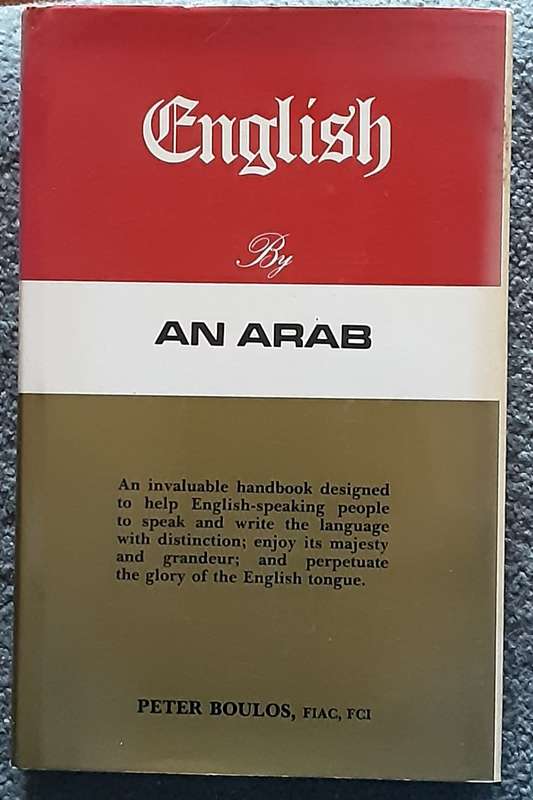 English
By
AN ARAB
An invaluable handbook designed
to help English-speaking people
to speak and write the language
with distinction; enjoy its majesty
and grandeur; and perpetuate
the glory of the English tongue.
PETER BOULOS, FIAC, FCI